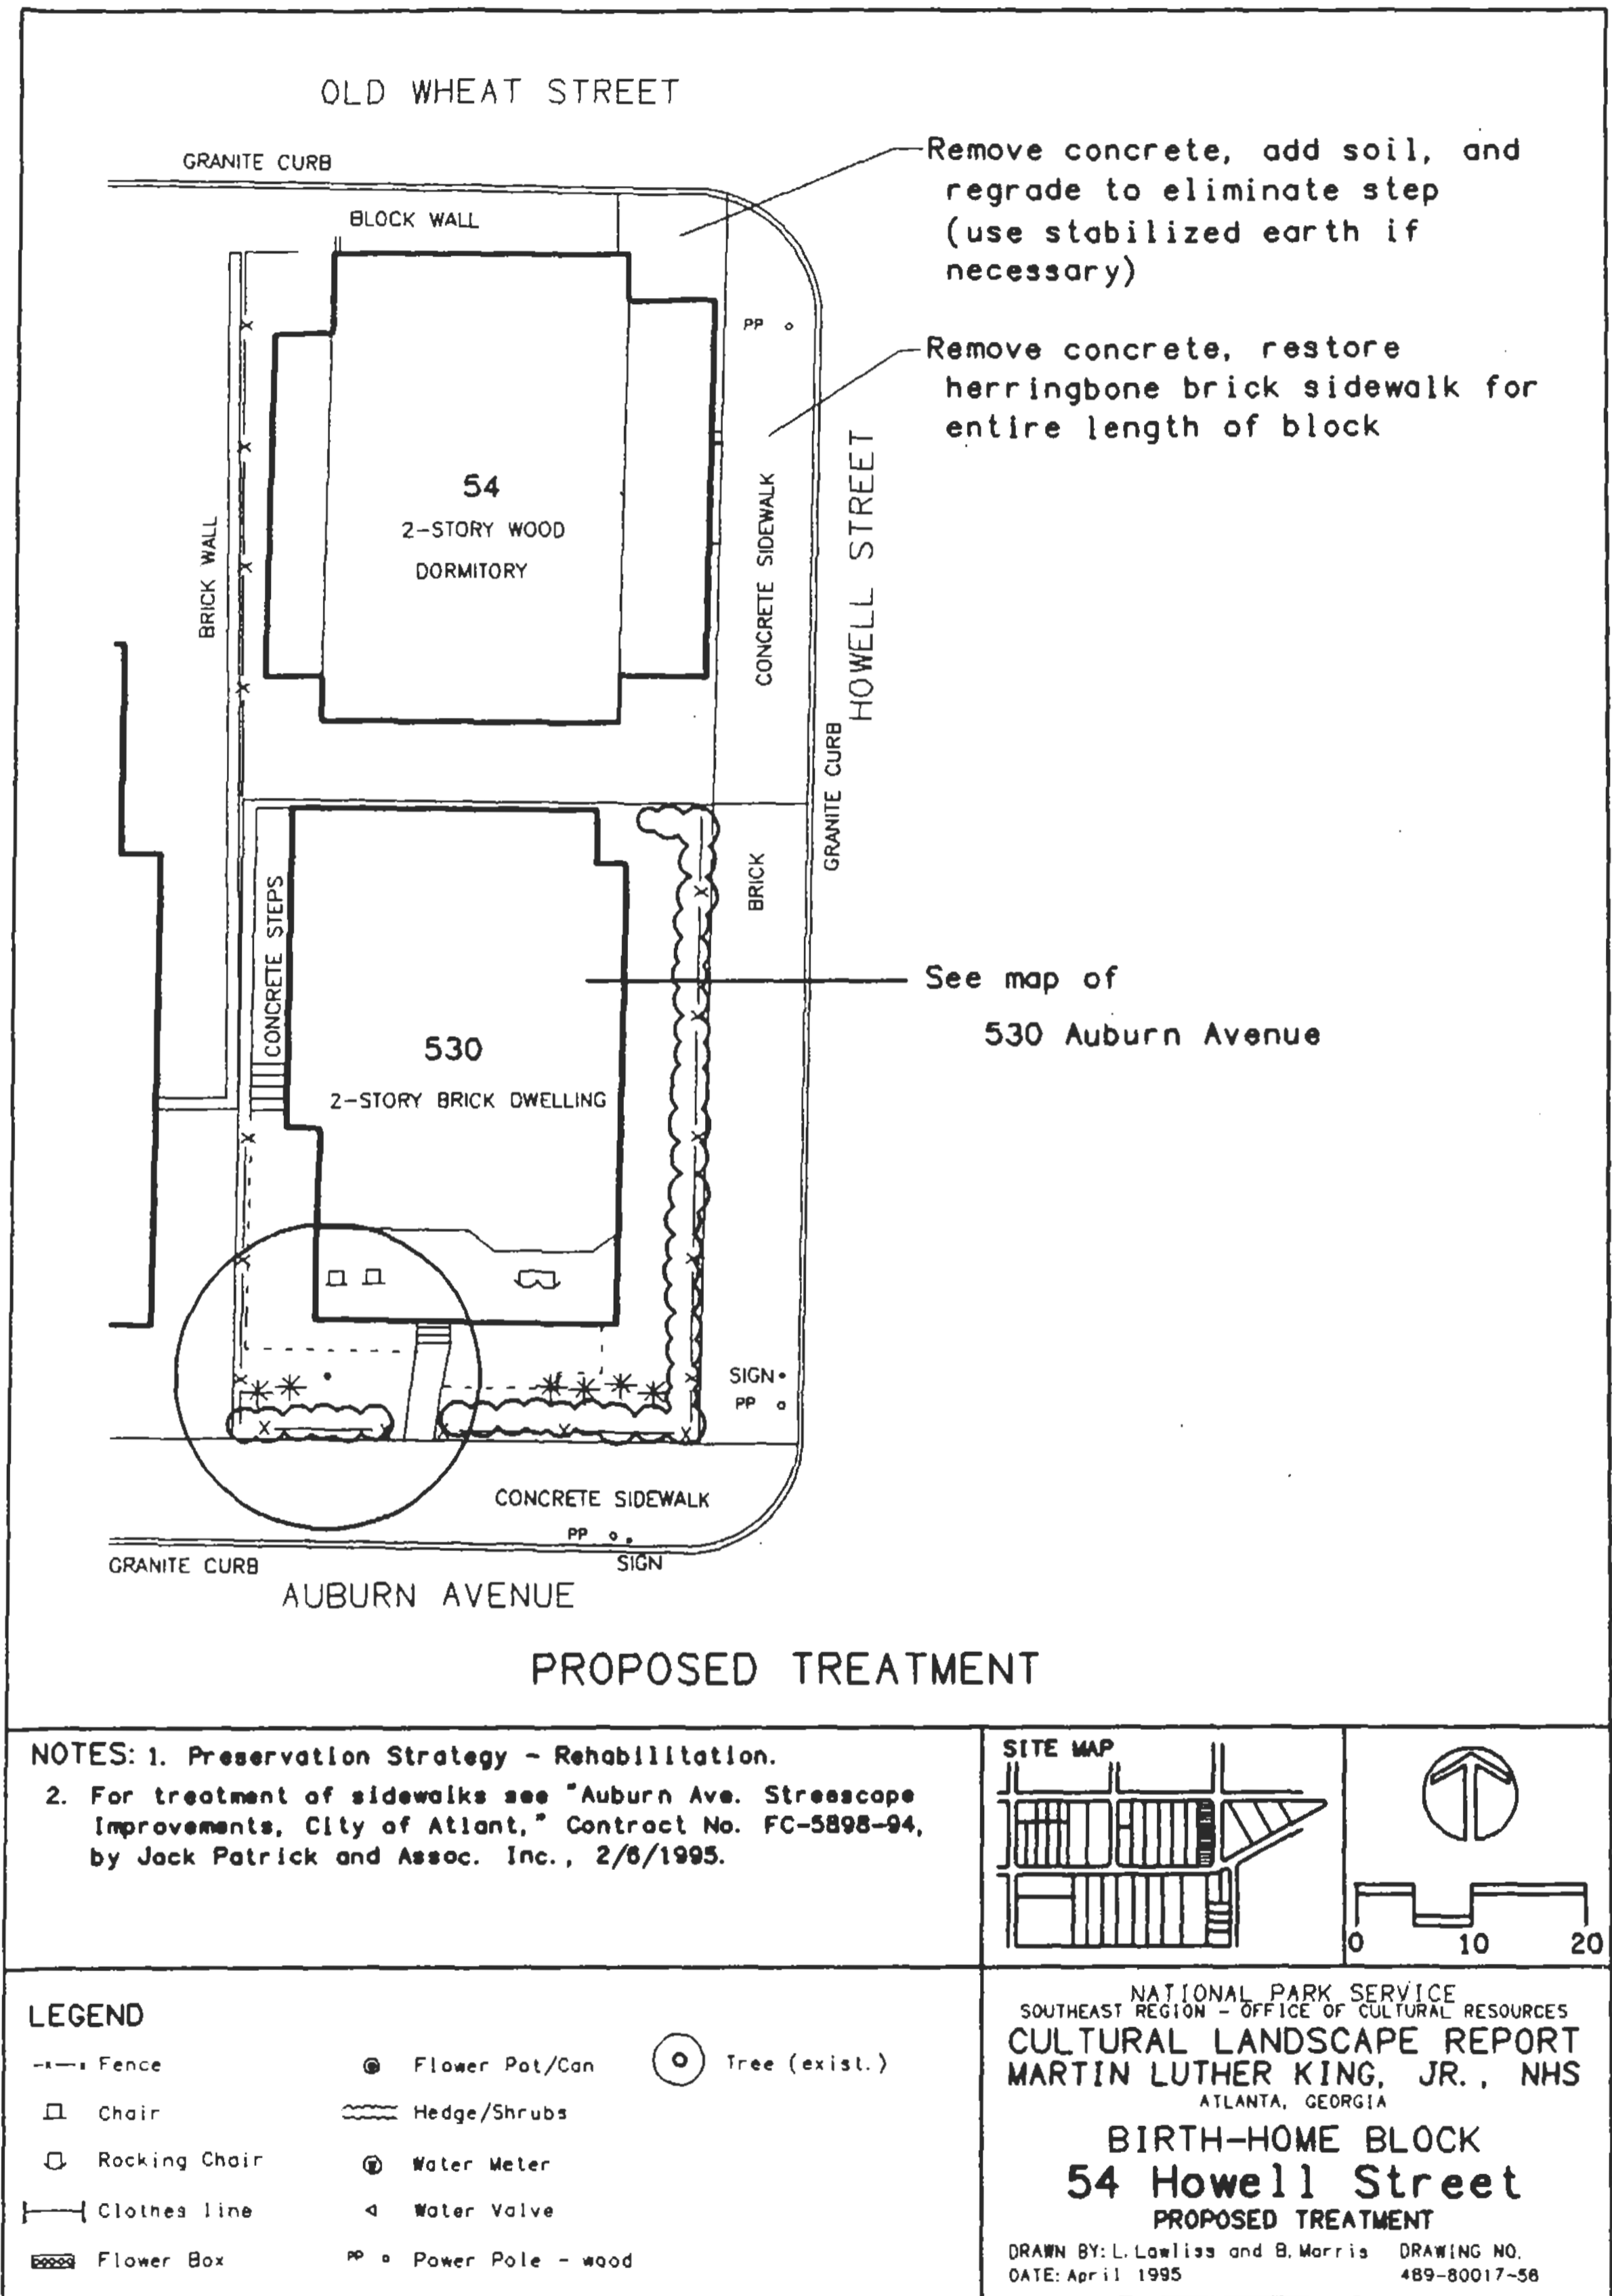 OLD WHEAT STREET
GRANITE CURB
BLOCK WALL
Remove concrete, add soil, and
regrade to eliminate step
(use stabilized earth if
necessary)
PP
Remove concrete, restore
herringbone brick sidewalk for
entire length of block
54
2-STORY WOOD
DORMITORY
BRICK WALL
CONCRETE SIDEWALK
HOWELL STREET
GRANITE CURB
BRICK
CONCRETE STEPS
See map of
530 Auburn Avenue
530
2-STORY BRICK DWELLING
SIGN
PP
CONCRETE SIDEWALK
PP
SIGN
GRANITE CURB
AUBURN AVENUE
PROPOSED TREATMENT
NOTES: 1. Preservation Strategy - Rehabilitation.
2. For treatment of sidewalks see "Auburn Ave. Streascope
Improvements, City of Atlant," Contract No. FC-5898-94,
by Jack Patrick and Assoc. Inc., 2/6/1995.
SITE MAP
0 10 20
LEGEND
Fence
Chair
Rocking Chair
Clothes line
Flower Box
Flower Pot/Can
Hedge/Shrubs
Water Meter
Water Valve
PP Power Pole - wood
Tree (exist.)
NATIONAL PARK SERVICE
SOUTHEAST REGION - OFFICE OF CULTURAL RESOURCES
CULTURAL LANDSCAPE REPORT
MARTIN LUTHER KING, JR., NHS
ATLANTA, GEORGIA
BIRTH-HOME BLOCK
54 Howell Street
PROPOSED TREATMENT
DRAWN BY: L. Lawliss and B. Morris DRAWING NO.
DATE: April 1995 489-80017-56